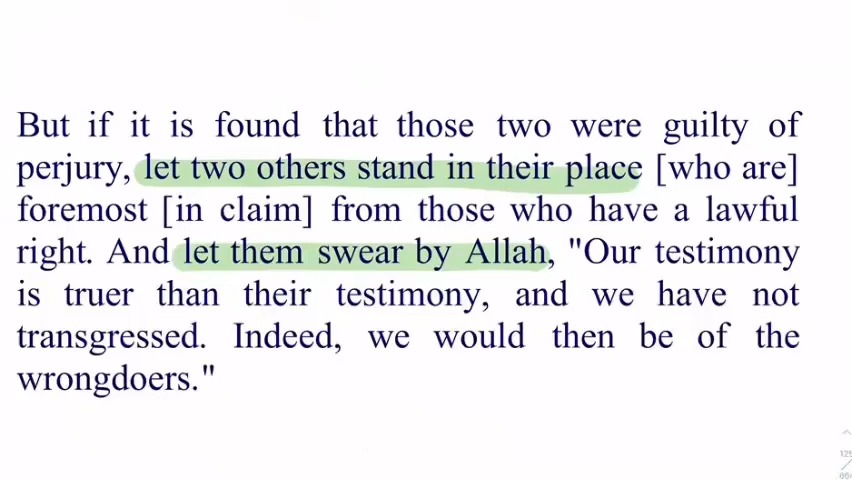 But if it is found that those two were guilty of
perjury, let two others stand in their place [who are]
foremost [in claim] from those who have a lawful
right. And let them swear by Allah, "Our testimony
is truer than their testimony, and we have not
transgressed. Indeed, we would then be of the
wrongdoers."